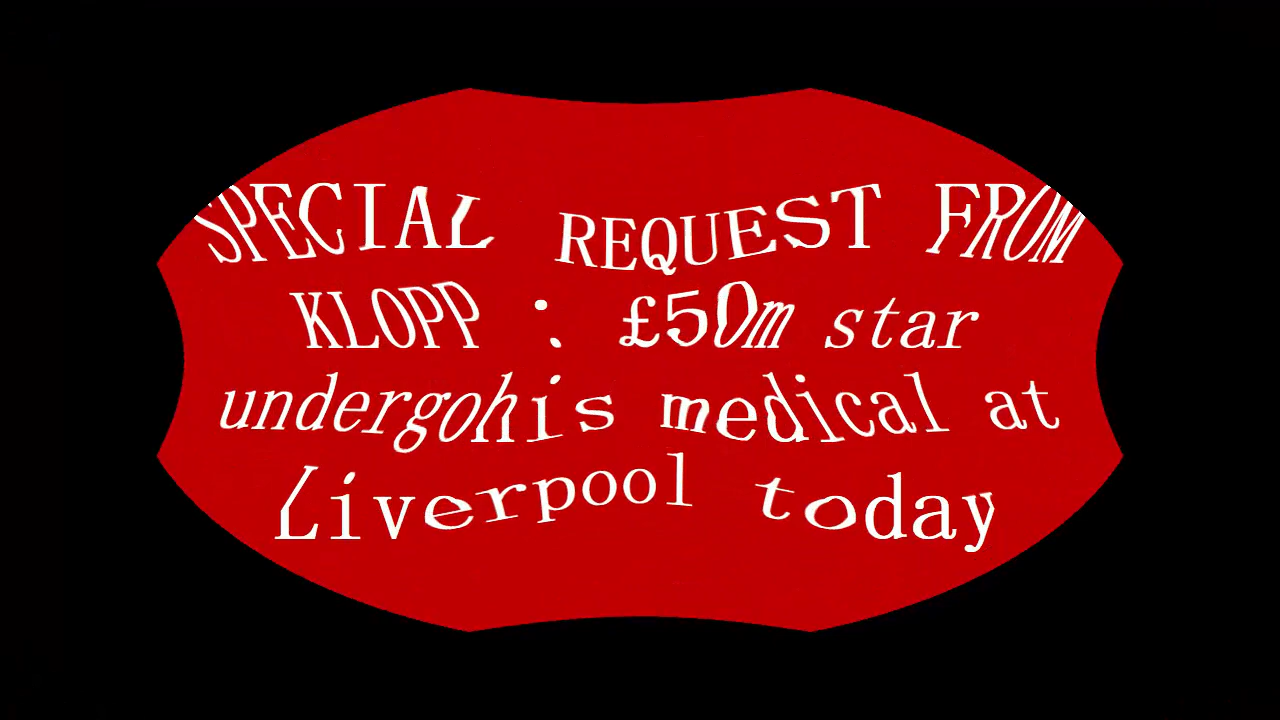 SPECIAL REQUEST FROM
KLOPP : £50m star
undergohis medical at
Liverpool today